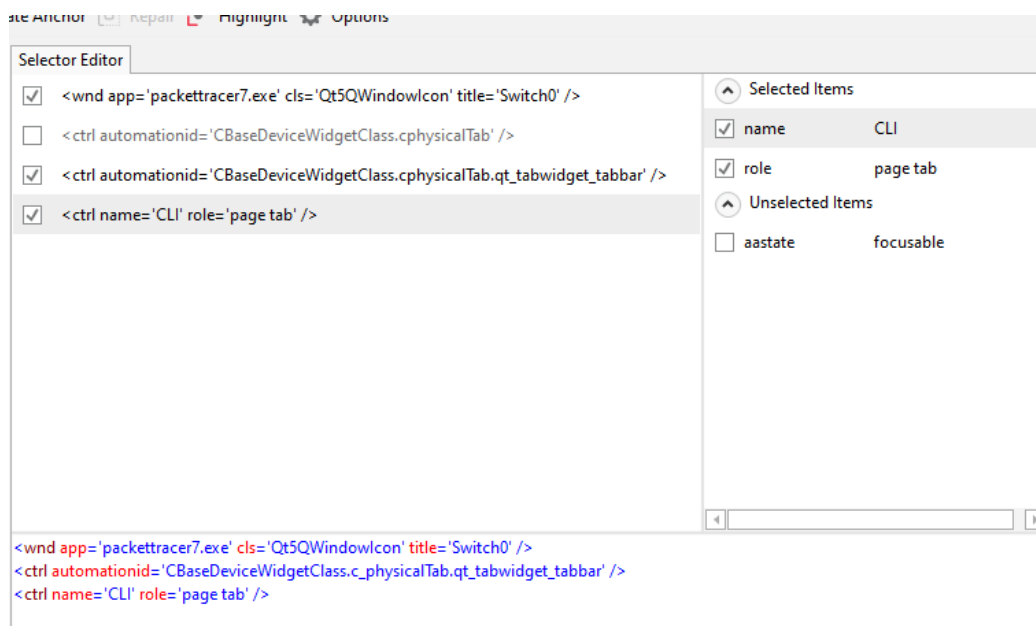 ate Anchor Repair Highlight Options
Selector Editor
<wnd app='packettracer7.exe' cls='Qt5QWindowIcon' title='Switch0' />
<ctrl automationid='CBaseDeviceWidgetClass.cphysicalTab' />
<ctrl automationid='CBaseDeviceWidgetClass.cphysicalTab.qt_tabwidget_tabbar' />
<ctrl name='CLI' role='page tab' />
Selected Items
name CLI
role page tab
Unselected Items
aastate focusable
<wnd app='packettracer7.exe' cls='Qt5QWindowIcon' title='Switch0' />
<ctrl automationid='CBaseDeviceWidgetClass.c_physicalTab.qt_tabwidget_tabbar' />
<ctrl name='CLI' role='page tab' />